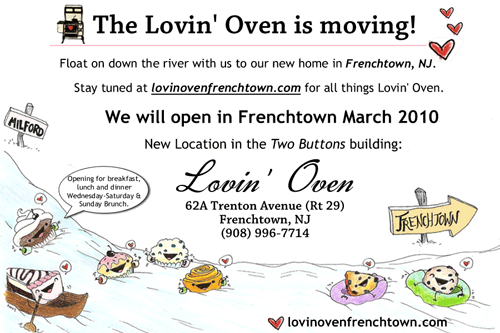 The Lovin' Oven is moving!
Float on down the river with us to our new home in Frenchtown, NJ.
Stay tuned at lovinovenfrenchtown.com for all things Lovin' Oven.
We will open in Frenchtown March 2010
New Location in the Two Buttons building:
MILFORD
Opening for breakfast,
lunch and dinner
Wednesday-Saturday &
Sunday Brunch.
Lovin' Oven
62A Trenton Avenue (Rt 29)
Frenchtown, NJ
(908) 996-7714
FRENCHTOWN
lovinovenfrenchtown.com